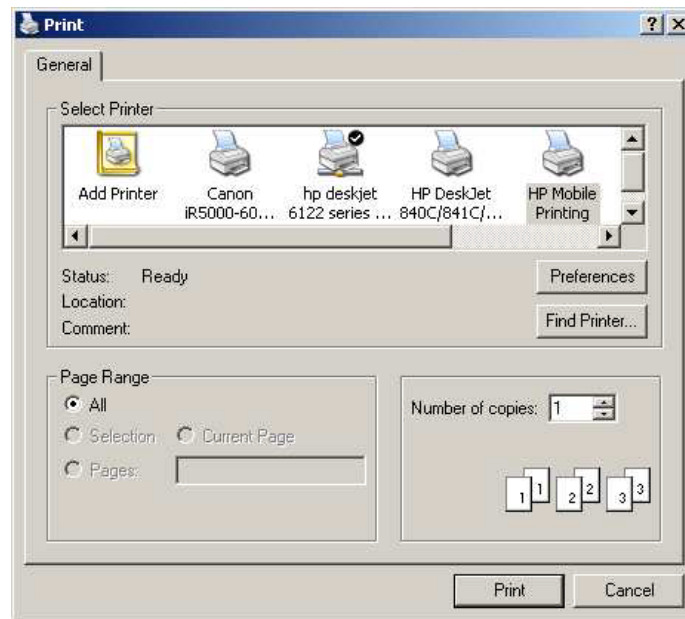 Print
General
Select Printer
Add Printer
Canon
iR5000-60...
hp deskjet
6122 series ...
HP DeskJet
840C/841C/...
HP Mobile
Printing
Status: Ready
Preferences
Location:
Comment:
Find Printer...
Page Range
All
Selection Current Page
Pages:
Number of copies: 1
1 1 2 2 3 3
Print Cancel